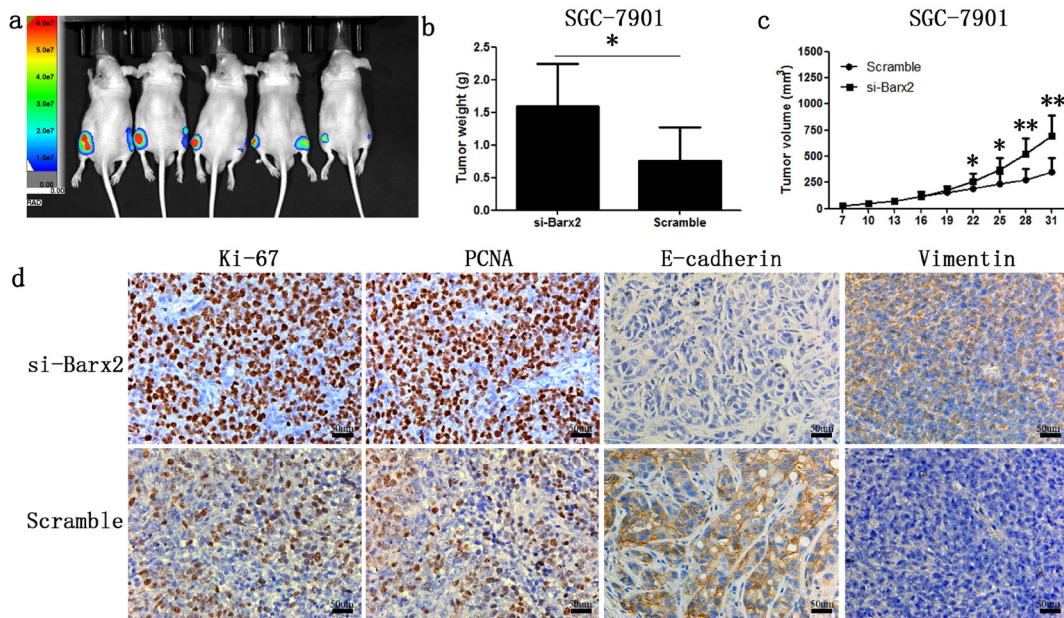 a
6.0e7
5.0e7
4.0e7
3.0e7
2.0e7
1.0e7
0.00
0.00
RAD
b
SGC-7901
*
Tumor weight (g)
2.5
2.0
1.5
1.0
0.5
0.0
si-Barx2
Scramble
c
SGC-7901
Tumor volume (mm³)
1500
1250
1000
750
500
250
0
Scramble
si-Barx2
*
*
**
**
7 10 13 16 19 22 25 28 31
d
Ki-67 PCNA E-cadherin Vimentin
si-Barx2
50um 50um 50um 50um
Scramble
50um 50um 50um 50um